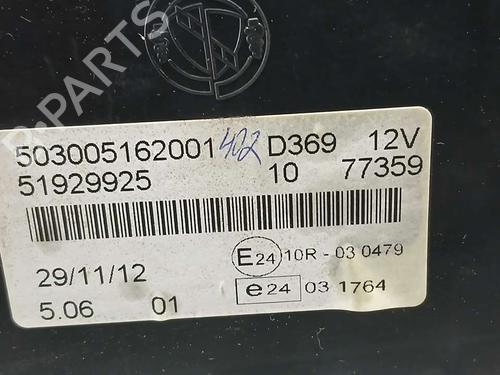 503005162001 402 D369 12V
51929925 10 77359
E24 10R - 03 0479
29/11/12 e24 03 1764
5.06 01